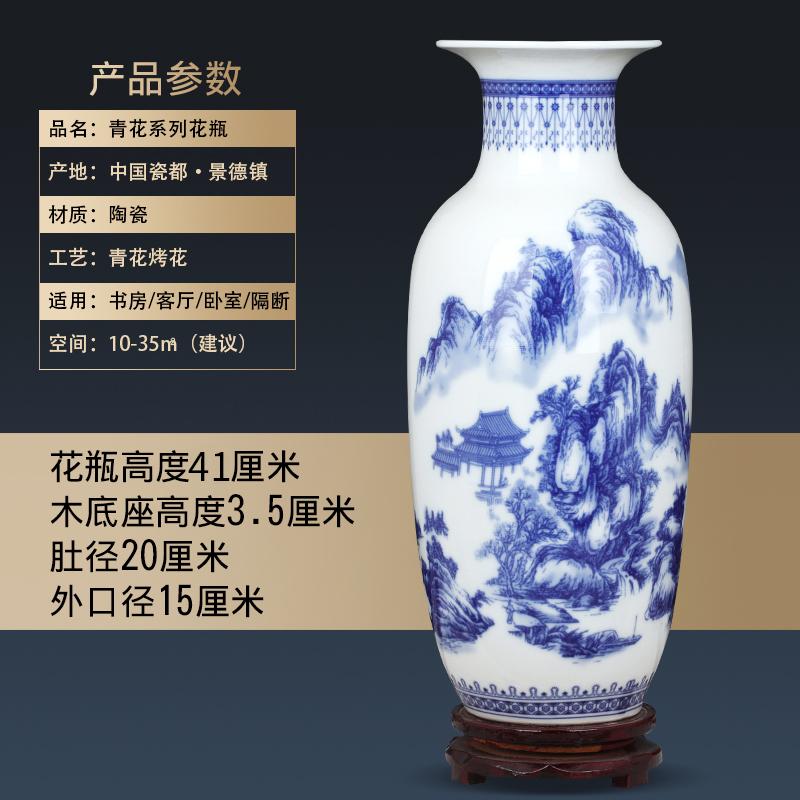 产品参数
品名：青花系列花瓶
产地：中国瓷都·景德镇
材质：陶瓷
工艺：青花烤花
适用：书房/客厅/卧室/隔断
空间：10-35㎡（建议）
花瓶高度41厘米
木底座高度3.5厘米
肚径20厘米
外口径15厘米